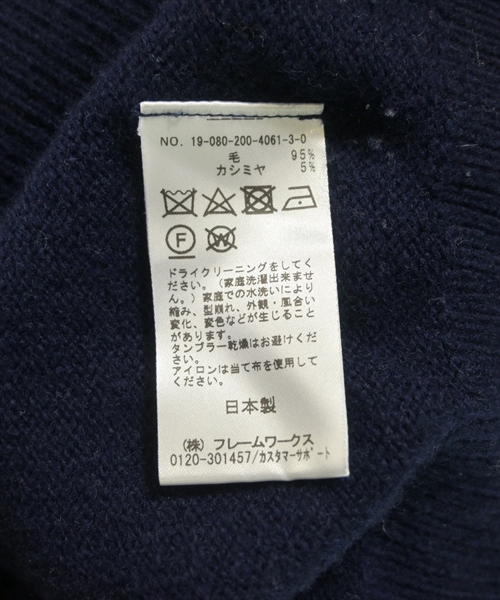 NO. 19-080-200-4061-3-0
毛 95%
カシミヤ 5%
F
W
ドライクリーニングをしてく
ださい。（家庭洗濯出来ませ
ん。）家庭での水洗いにより
縮み、型崩れ、外観・風合い
変化、変色などが生じること
があります。
タンブラー乾燥はお避けくだ
さい。
アイロンは当て布を使用して
ください。
日本製
（株）フレームワークス
0120-301457/カスタマーサポート